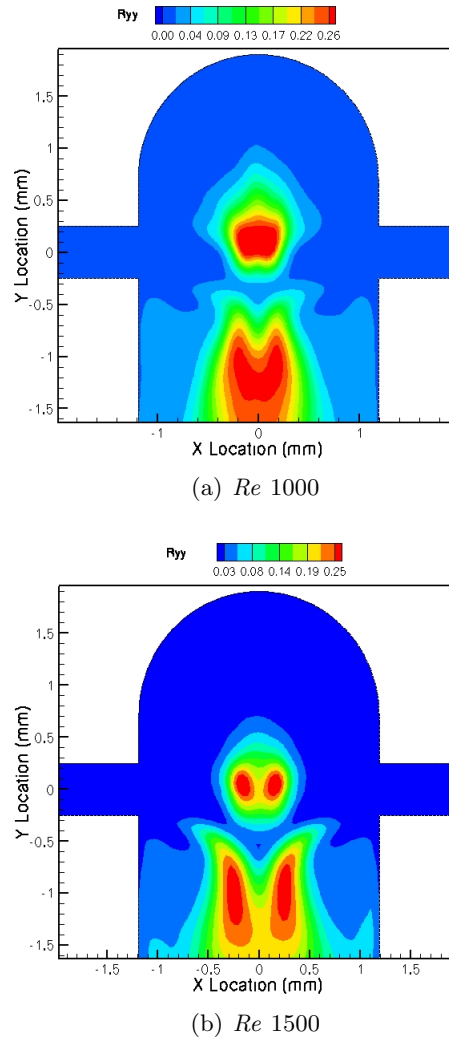 Ryy
0.00 0.04 0.09 0.13 0.17 0.22 0.26
1.5
1
0.5
0
-0.5
-1
-1.5
Y Location (mm)
-1 0 1
X Location (mm)
(a) Re 1000
Ryy
0.03 0.08 0.14 0.19 0.25
1.5
1
0.5
0
-0.5
-1
-1.5
Y Location (mm)
-1.5 -1 -0.5 0 0.5 1 1.5
X Location (mm)
(b) Re 1500